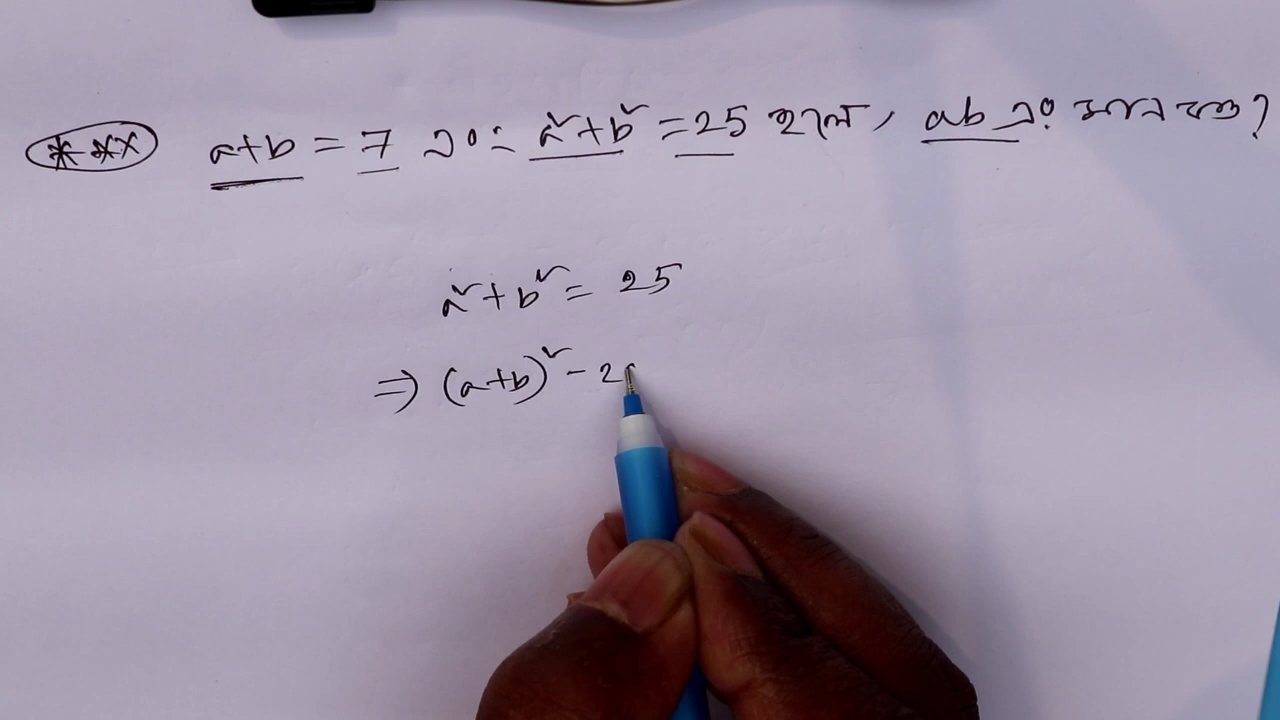 *** a+b = 7 এবং a²+b² = 25 হলে, ab এর মান কত?
a²+b² = 25
⇒ (a+b)² - 2